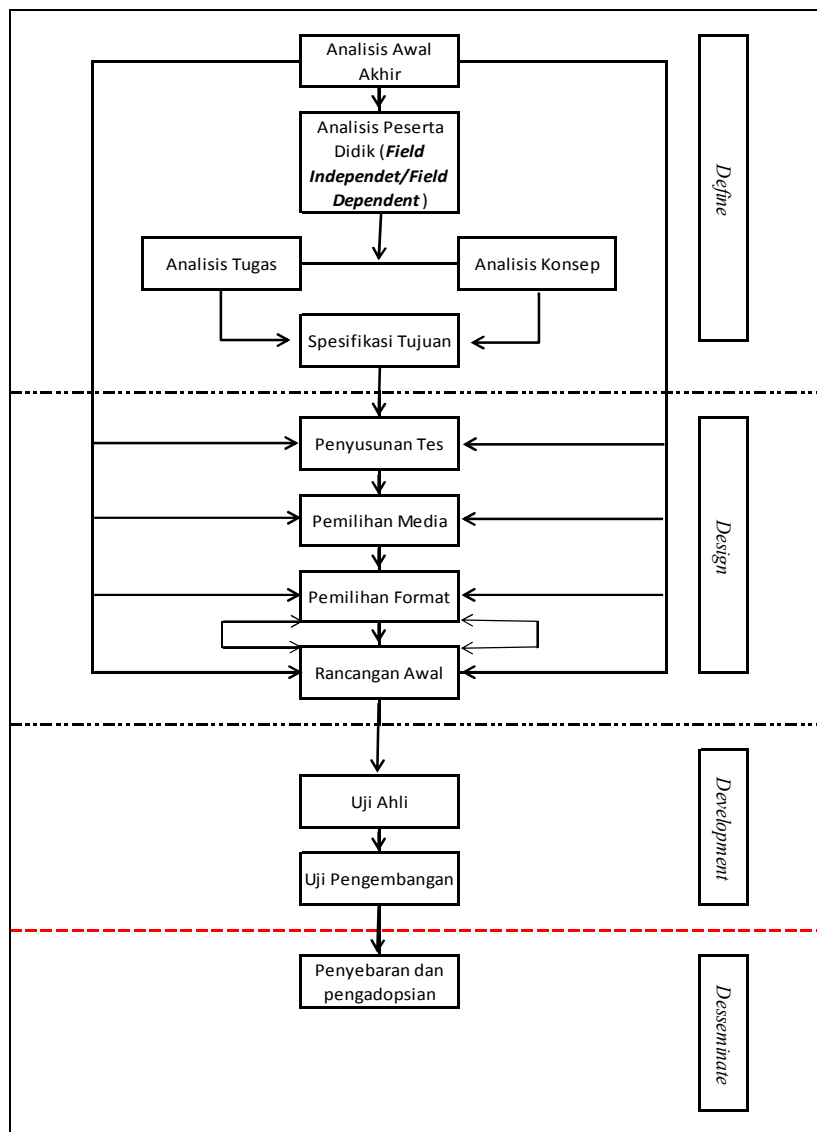 Analisis Awal
Akhir
Analisis Peserta
Didik (Field
Independet/Field
Dependent )
Analisis Tugas
Analisis Konsep
Spesifikasi Tujuan
Define
Penyusunan Tes
Pemilihan Media
Pemilihan Format
Rancangan Awal
Design
Uji Ahli
Uji Pengembangan
Development
Penyebaran dan
pengadopsian
Desseminate